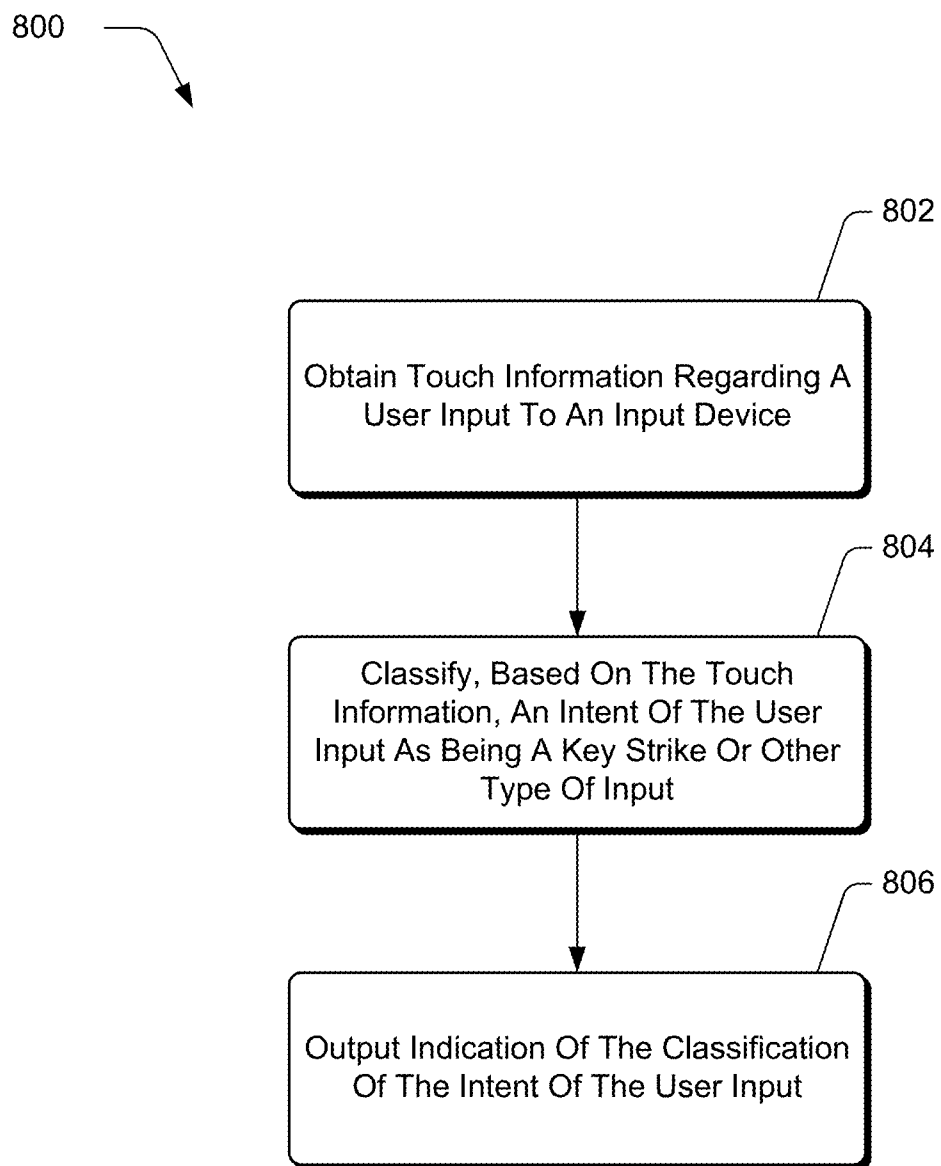 800
802
Obtain Touch Information Regarding A
User Input To An Input Device
804
Classify, Based On The Touch
Information, An Intent Of The User
Input As Being A Key Strike Or Other
Type Of Input
806
Output Indication Of The Classification
Of The Intent Of The User Input